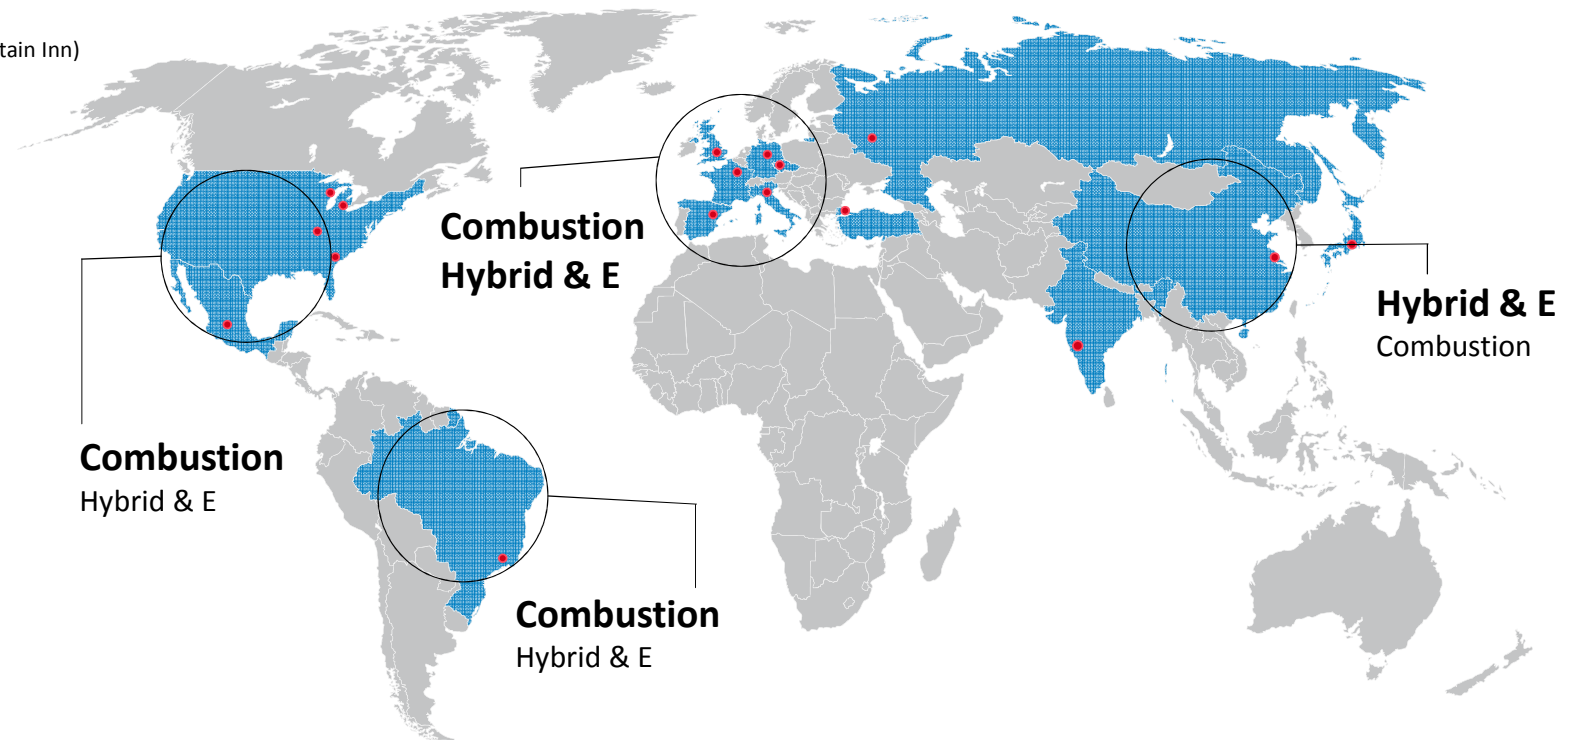 tain Inn)
Combustion
Hybrid & E
Hybrid & E
Combustion
Combustion
Hybrid & E
Combustion
Hybrid & E